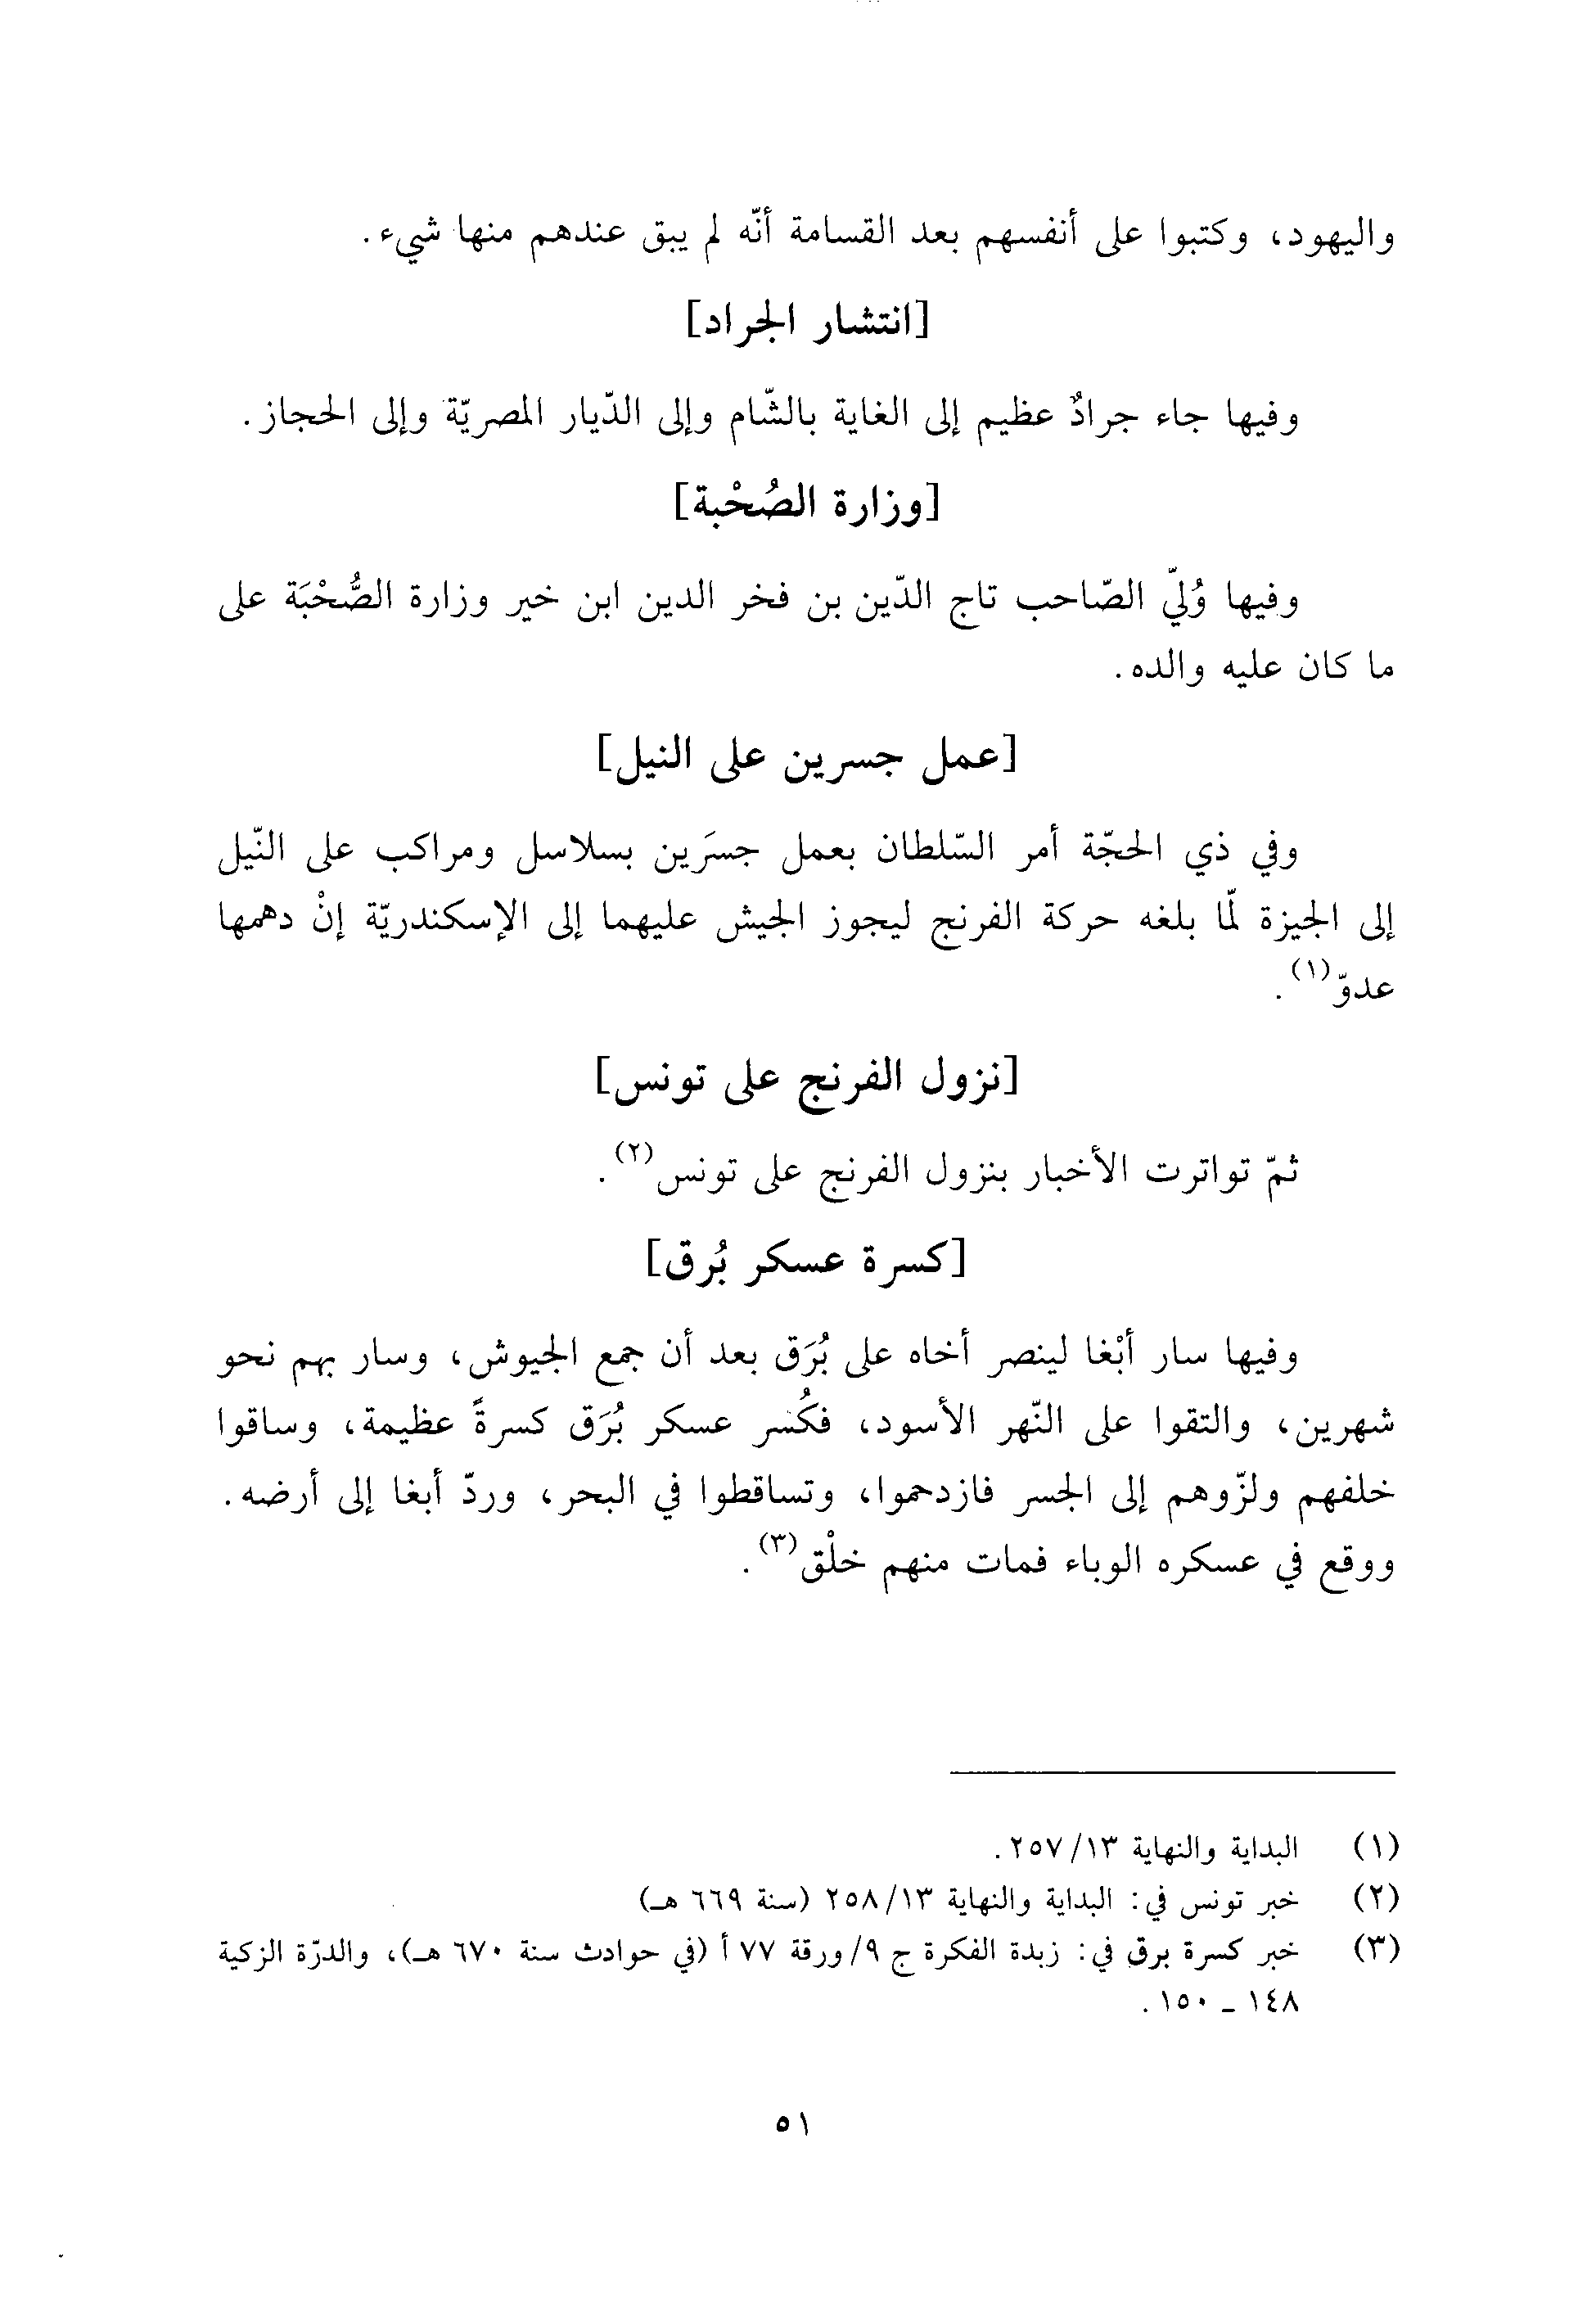 واليهود، وكتبوا على أنفسهم بعد القسامة أنّه لم يبق عندهم منها شيء.
[انتشار الجراد]
وفيها جاء جرادٌ عظيم إلى الغاية بالشّام وإلى الدّيار المصريّة وإلى الحجاز.
[وزارة الصُحْبة]
وفيها وُليّ الصّاحب تاج الدّين بن فخر الدين ابن خير وزارة الصُّحْبَة على
ما كان عليه والده.
[عمل جسرين على النيل]
وفي ذي الحجّة أمر السّلطان بعمل جسرَين بسلاسل ومراكب على النّيل
إلى الجيزة لمّا بلغه حركة الفرنج ليجوز الجيش عليهما إلى الإسكندريّة إنْ دهمها
عدوّ(١).
[نزول الفرنج على تونس]
ثمّ تواترت الأخبار بنزول الفرنج على تونس(٢).
[كسرة عسكر بُرق]
وفيها سار أبْغا لينصر أخاه على بُرَق بعد أن جمع الجيوش، وسار بهم نحو
شهرين، والتقوا على النّهر الأسود، فكُسر عسكر بُرَق كسرةً عظيمة، وساقوا
خلفهم ولزّوهم إلى الجسر فازدحموا، وتساقطوا في البحر، وردّ أبغا إلى أرضه.
ووقع في عسكره الوباء فمات منهم خلْق(٣).
(١) البداية والنهاية ١٣/ ٢٥٧.
(٢) خبر تونس في: البداية والنهاية ١٣/ ٢٥٨ (سنة ٦٦٩ هـ)
(٣) خبر كسرة برق في: زبدة الفكرة ج ٩/ ورقة ٧٧ أ (في حوادث سنة ٦٧٠ هـ)، والدرّة الزكية
١٤٨ - ١٥٠.
٥١